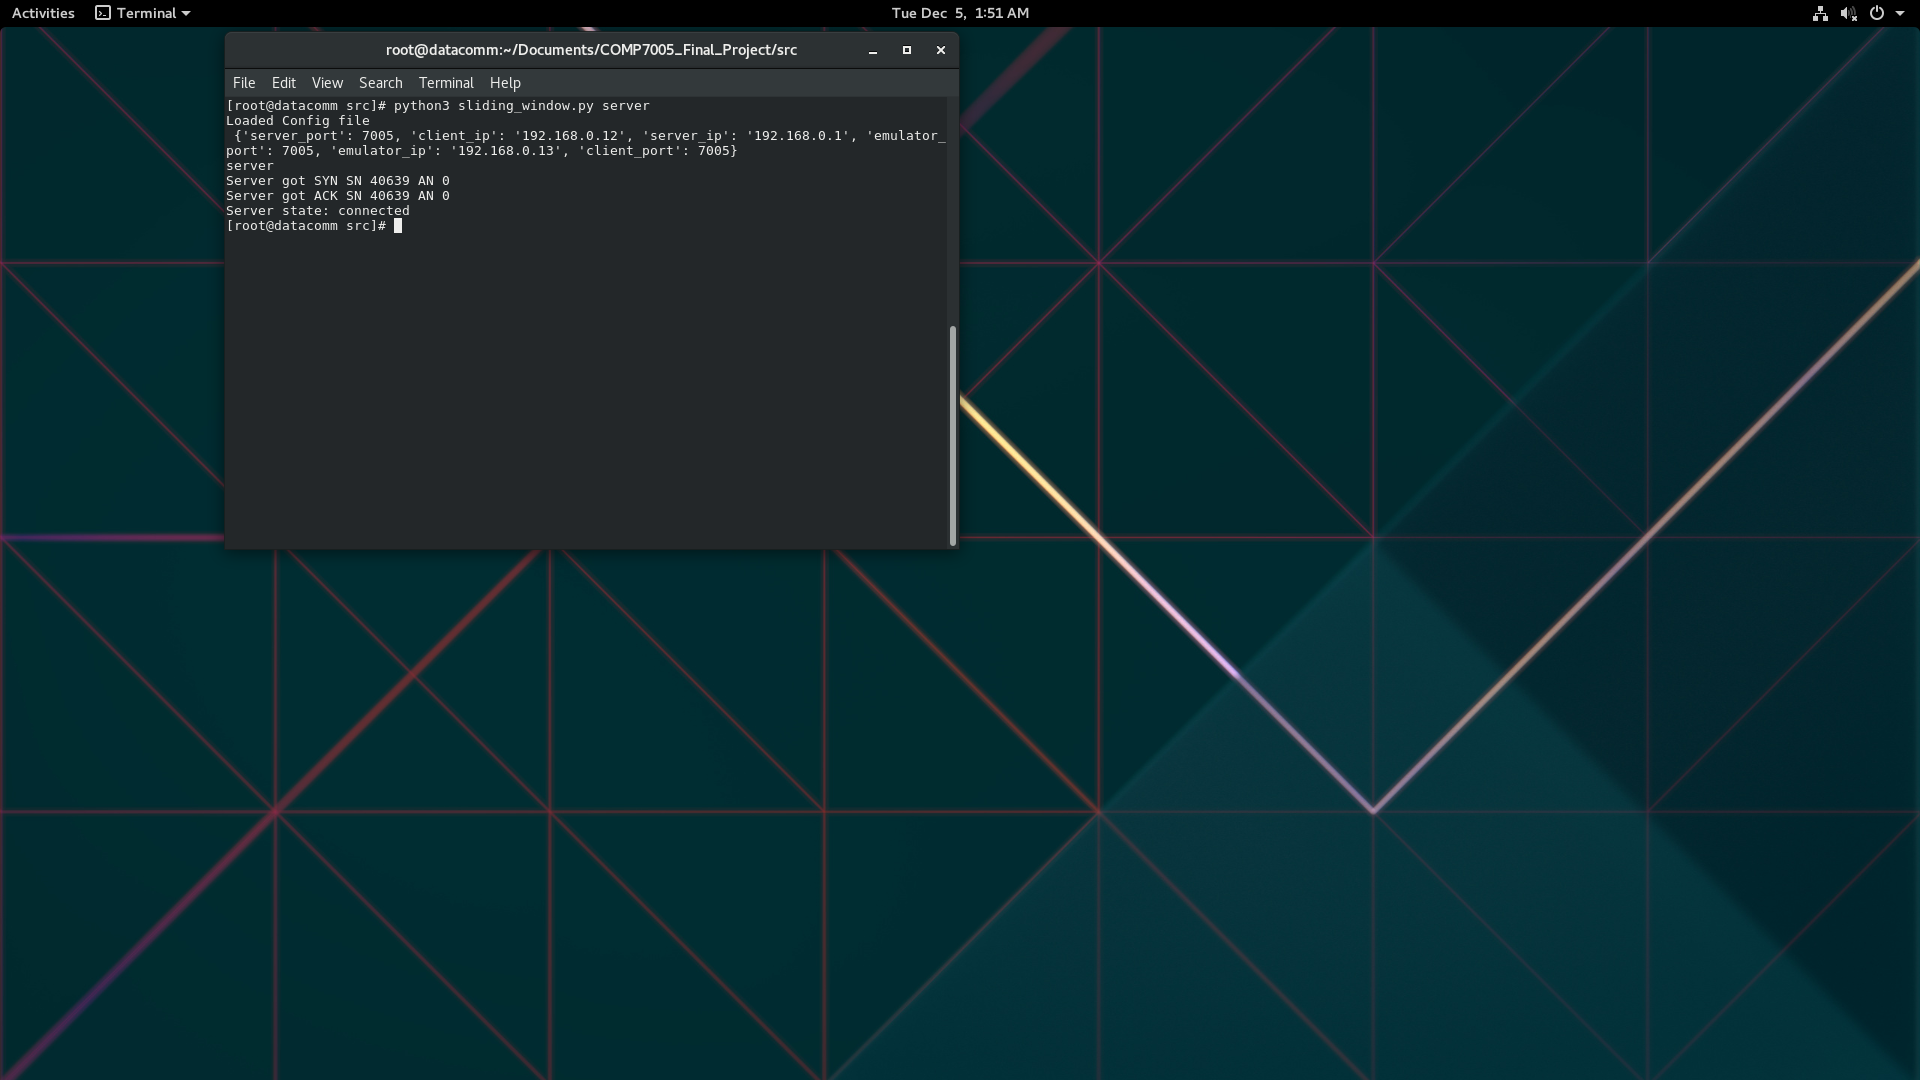 Activities Terminal Tue Dec 5, 1:51 AM
root@datacomm:~/Documents/COMP7005_Final_Project/src
File Edit View Search Terminal Help
[root@datacomm src]# python3 sliding_window.py server
Loaded Config file
 {'server_port': 7005, 'client_ip': '192.168.0.12', 'server_ip': '192.168.0.1', 'emulator_
port': 7005, 'emulator_ip': '192.168.0.13', 'client_port': 7005}
server
Server got SYN SN 40639 AN 0
Server got ACK SN 40639 AN 0
Server state: connected
[root@datacomm src]#